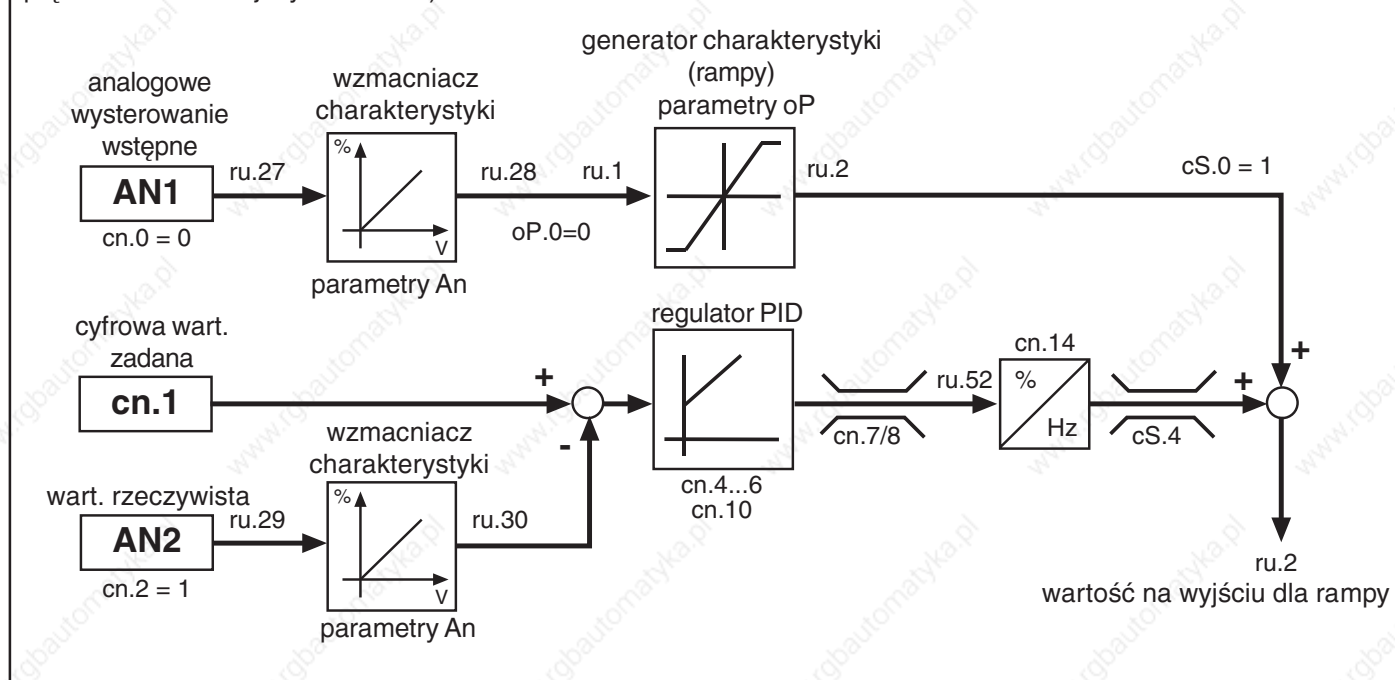 generator charakterystyki
(rampy)
parametry oP
analogowe
wysterowanie
wstępne
AN1
cn.0 = 0
ru.27
wzmacniacz
charakterystyki
%
V
parametry An
ru.28
oP.0=0
ru.1
ru.2
cS.0 = 1
cyfrowa wart.
zadana
cn.1
+
-
regulator PID
cn.4...6
cn.10
cn.7/8
ru.52
cn.14
%
Hz
cS.4
+
+
wart. rzeczywista
AN2
cn.2 = 1
ru.29
wzmacniacz
charakterystyki
%
V
parametry An
ru.30
ru.2
wartość na wyjściu dla rampy
www.rgbautomatyka.pl